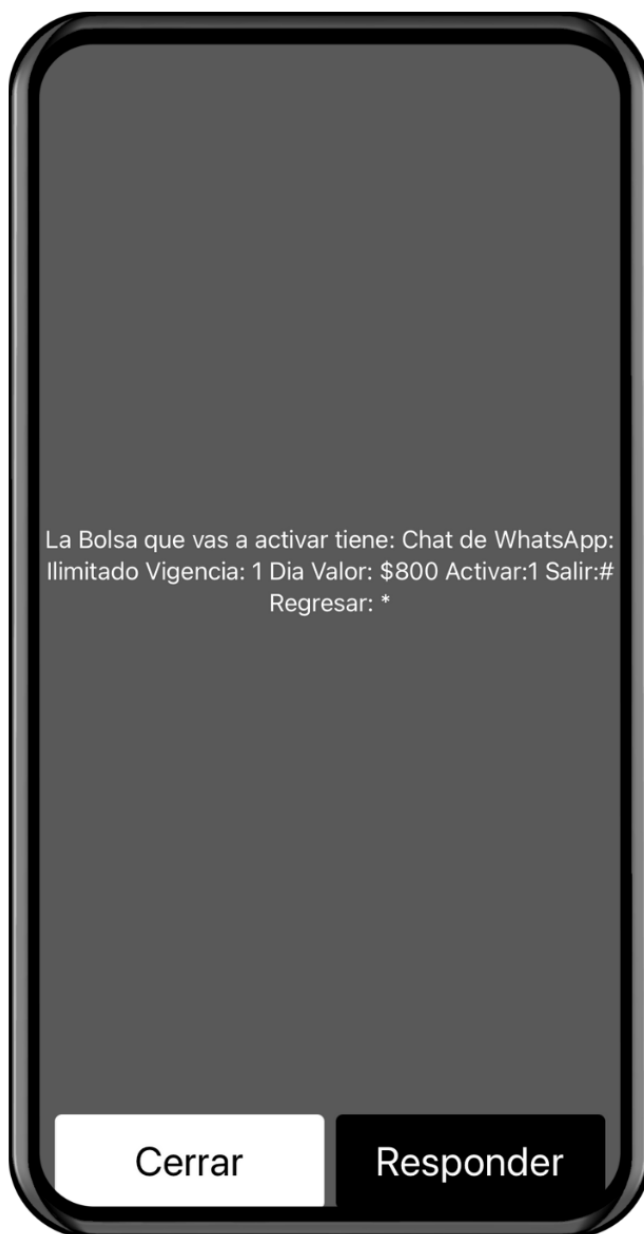 La Bolsa que vas a activar tiene: Chat de WhatsApp:
Ilimitado Vigencia: 1 Dia Valor: $800 Activar:1 Salir:#
Regresar: *
Cerrar
Responder